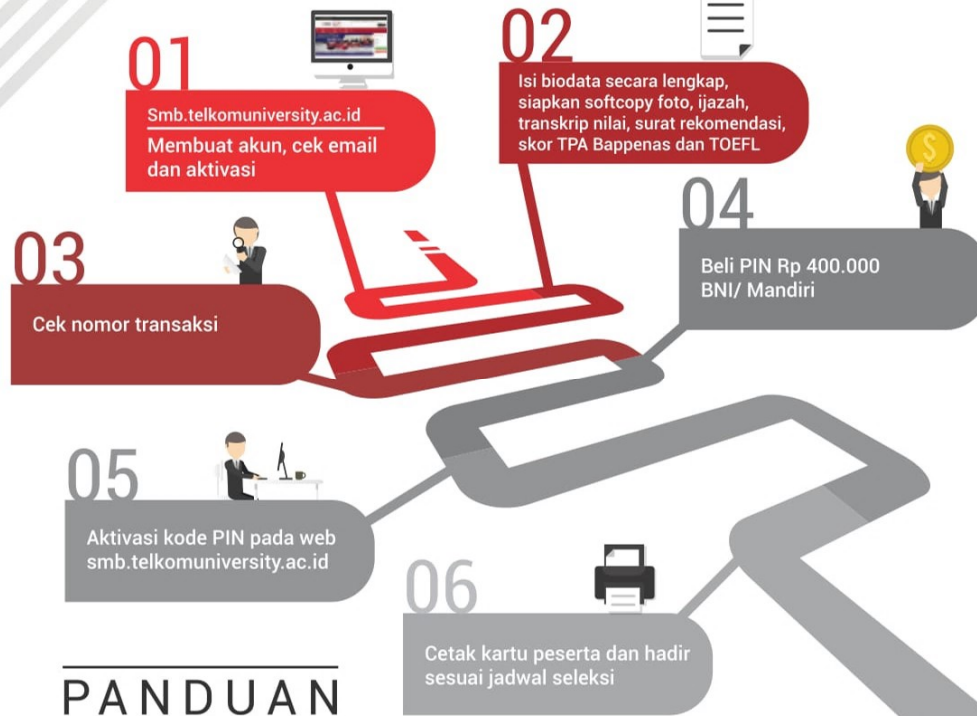 01
Smb.telkomuniversity.ac.id
Membuat akun, cek email
dan aktivasi
02
Isi biodata secara lengkap,
siapkan softcopy foto, ijazah,
transkrip nilai, surat rekomendasi,
skor TPA Bappenas dan TOEFL
03
Cek nomor transaksi
04
Beli PIN Rp 400.000
BNI/ Mandiri
05
Aktivasi kode PIN pada web
smb.telkomuniversity.ac.id
06
Cetak kartu peserta dan hadir
sesuai jadwal seleksi
PANDUAN